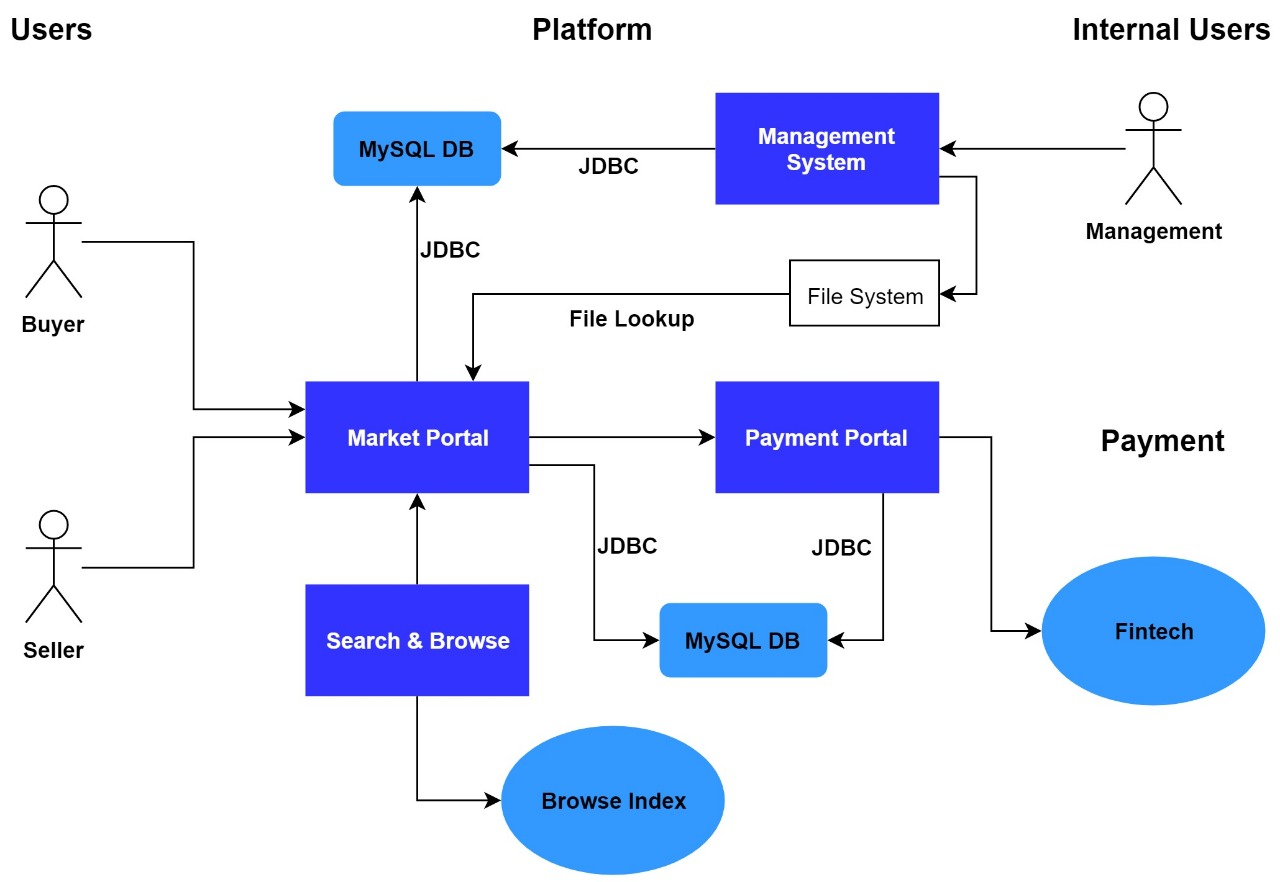 Users
Platform
Internal Users
MySQL DB
JDBC
Management
System
Management
JDBC
File System
File Lookup
Buyer
Market Portal
Payment Portal
Payment
JDBC
JDBC
Seller
Search & Browse
MySQL DB
Fintech
Browse Index